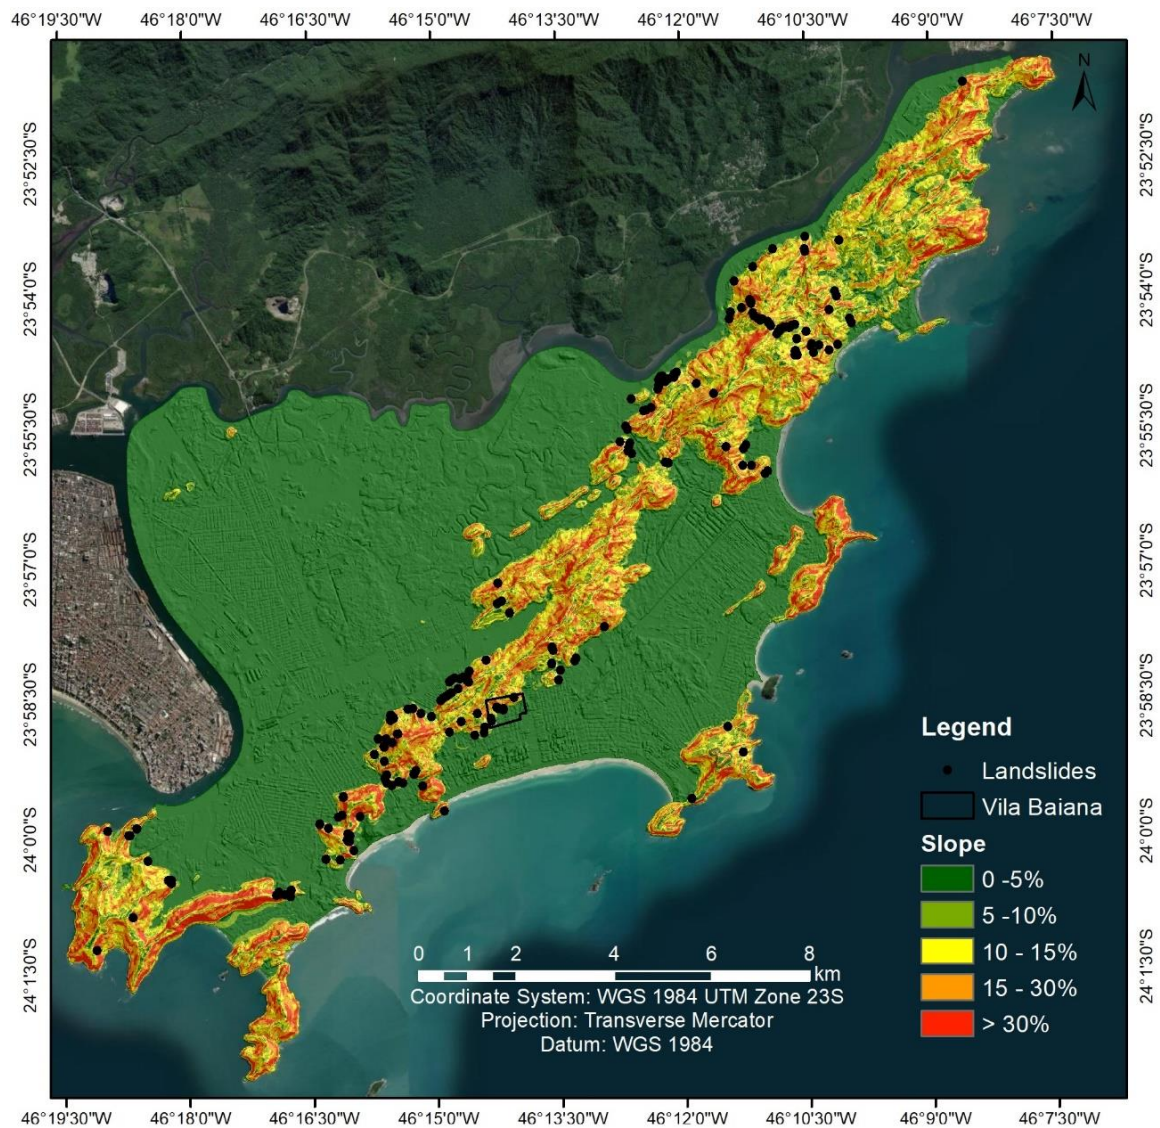 46°19'30"W 46°18'0"W 46°16'30"W 46°15'0"W 46°13'30"W 46°12'0"W 46°10'30"W 46°9'0"W 46°7'30"W
N
23°52'30"S 23°52'30"S
23°54'0"S 23°54'0"S
23°55'30"S 23°55'30"S
23°57'0"S 23°57'0"S
23°58'30"S 23°58'30"S
Legend
Landslides
Vila Baiana
24°0'0"S 24°0'0"S
Slope
0 -5%
5 -10%
10 - 15%
15 - 30%
> 30%
0 1 2 4 6 8
km
24°1'30"S 24°1'30"S
Coordinate System: WGS 1984 UTM Zone 23S
Projection: Transverse Mercator
Datum: WGS 1984
46°19'30"W 46°18'0"W 46°16'30"W 46°15'0"W 46°13'30"W 46°12'0"W 46°10'30"W 46°9'0"W 46°7'30"W